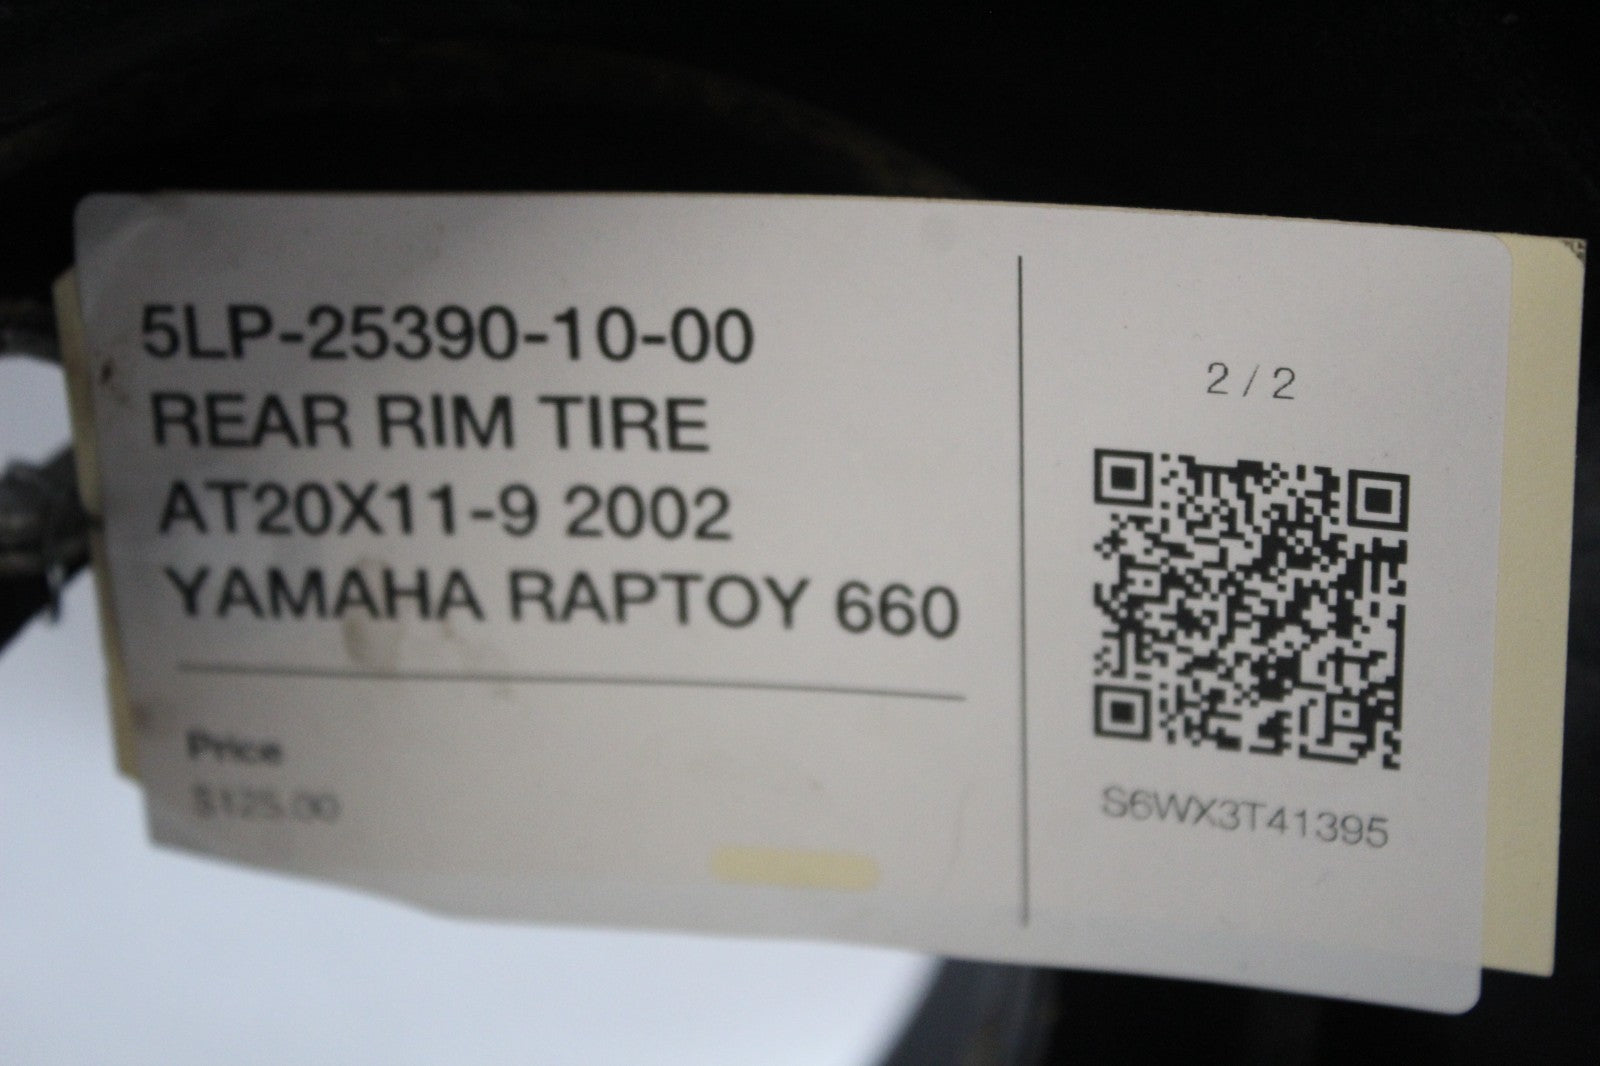 5LP-25390-10-00
REAR RIM TIRE
AT20X11-9 2002
YAMAHA RAPTOY 660
Price
$125.00
2 / 2
S6WX3T41395